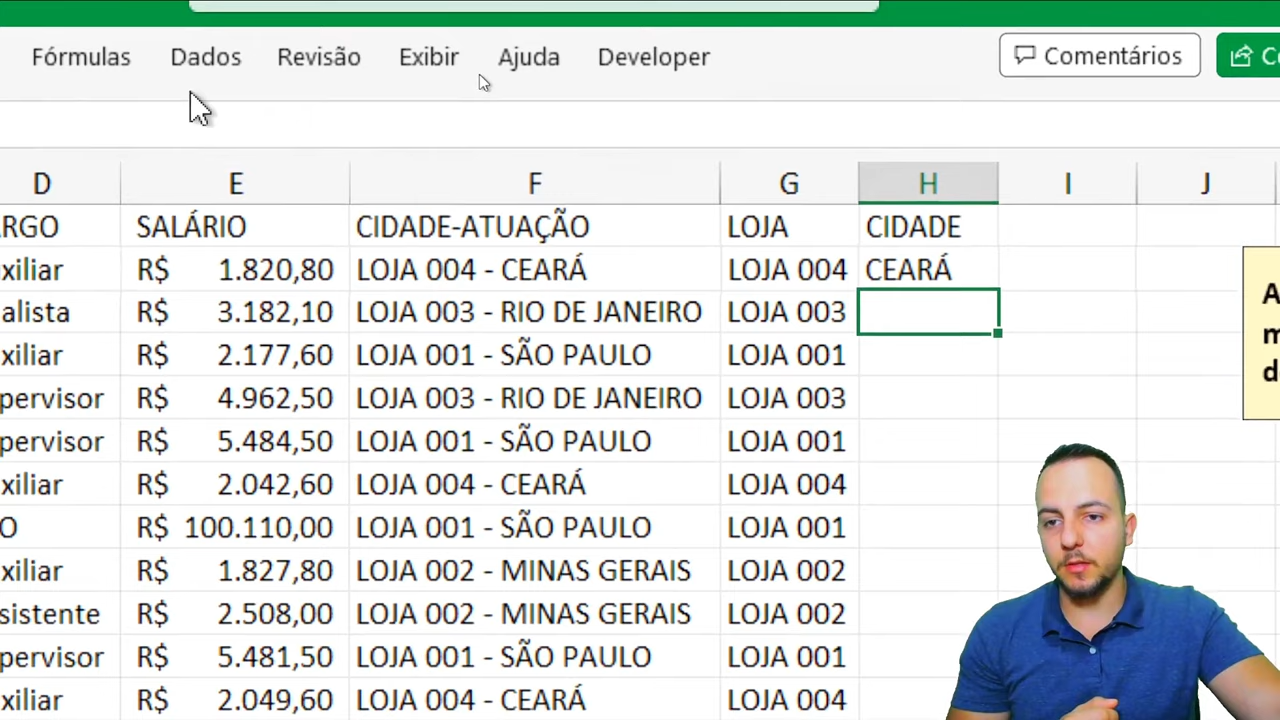 Fórmulas Dados Revisão Exibir Ajuda Developer Comentários
D E F G H I J
ARGO SALÁRIO CIDADE-ATUAÇÃO LOJA CIDADE
xiliar R$ 1.820,80 LOJA 004 - CEARÁ LOJA 004 CEARÁ
alista R$ 3.182,10 LOJA 003 - RIO DE JANEIRO LOJA 003
xiliar R$ 2.177,60 LOJA 001 - SÃO PAULO LOJA 001
pervisor R$ 4.962,50 LOJA 003 - RIO DE JANEIRO LOJA 003
pervisor R$ 5.484,50 LOJA 001 - SÃO PAULO LOJA 001
xiliar R$ 2.042,60 LOJA 004 - CEARÁ LOJA 004
O R$ 100.110,00 LOJA 001 - SÃO PAULO LOJA 001
xiliar R$ 1.827,80 LOJA 002 - MINAS GERAIS LOJA 002
sistente R$ 2.508,00 LOJA 002 - MINAS GERAIS LOJA 002
pervisor R$ 5.481,50 LOJA 001 - SÃO PAULO LOJA 001
xiliar R$ 2.049,60 LOJA 004 - CEARÁ LOJA 004